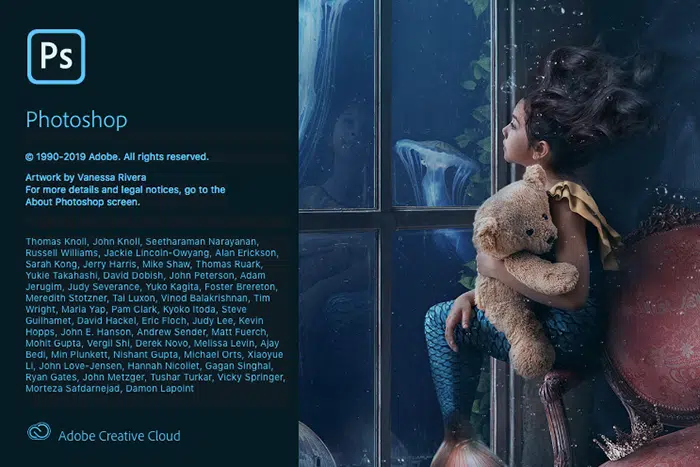 Ps
Photoshop
© 1990-2019 Adobe. All rights reserved.
Artwork by Vanessa Rivera
For more details and legal notices, go to the
About Photoshop screen.
Thomas Knoll, John Knoll, Seetharaman Narayanan,
Russell Williams, Jackie Lincoln-Owyang, Alan Erickson,
Sarah Kong, Jerry Harris, Mike Shaw, Thomas Ruark,
Yukie Takahashi, David Dobish, John Peterson, Adam
Jerugim, Judy Severance, Yuko Kagita, Foster Brereton,
Meredith Stotzner, Tai Luxon, Vinod Balakrishnan, Tim
Wright, Maria Yap, Pam Clark, Kyoko Itoda, Steve
Guilhamet, David Hackel, Eric Floch, Judy Lee, Kevin
Hopps, John E. Hanson, Andrew Sender, Matt Fuerch,
Mohit Gupta, Vergil Shi, Derek Novo, Melissa Levin, Ajay
Bedi, Min Plunkett, Nishant Gupta, Michael Orts, Xiaoyue
Li, John Love-Jensen, Hannah Nicollet, Gagan Singhal,
Ryan Gates, John Metzger, Tushar Turkar, Vicky Springer,
Morteza Safdarnejad, Damon Lapoint
Adobe Creative Cloud